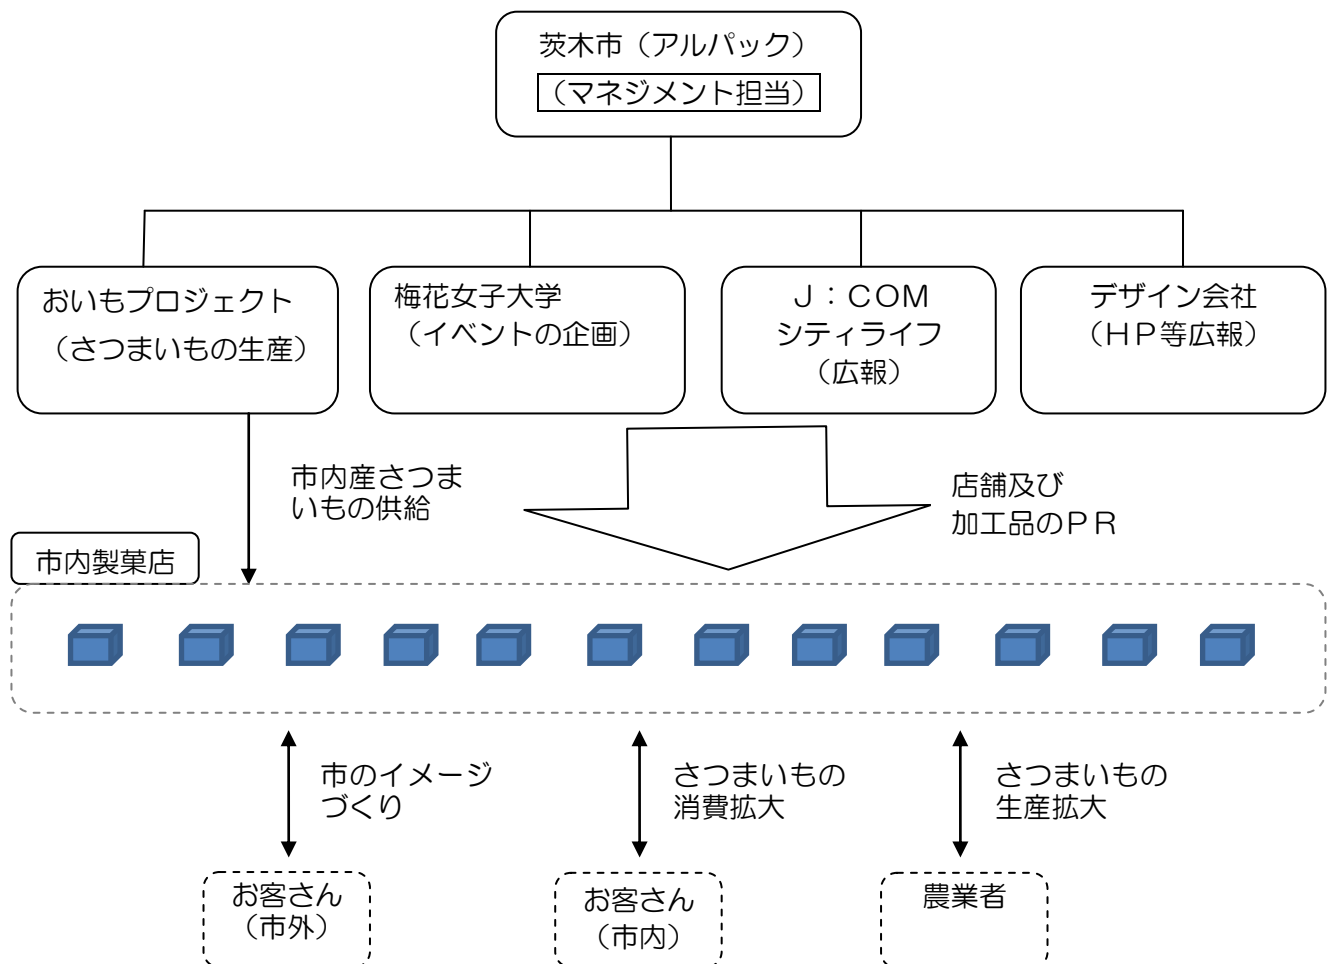 茨木市（アルパック）
（マネジメント担当）
おいもプロジェクト
（さつまいもの生産）
梅花女子大学
（イベントの企画）
Ｊ：ＣＯＭ
シティライフ
（広報）
デザイン会社
（ＨＰ等広報）
市内産さつま
いもの供給
店舗及び
加工品のＰＲ
市内製菓店
市のイメージ
づくり
さつまいもの
消費拡大
さつまいもの
生産拡大
お客さん
（市外）
お客さん
（市内）
農業者